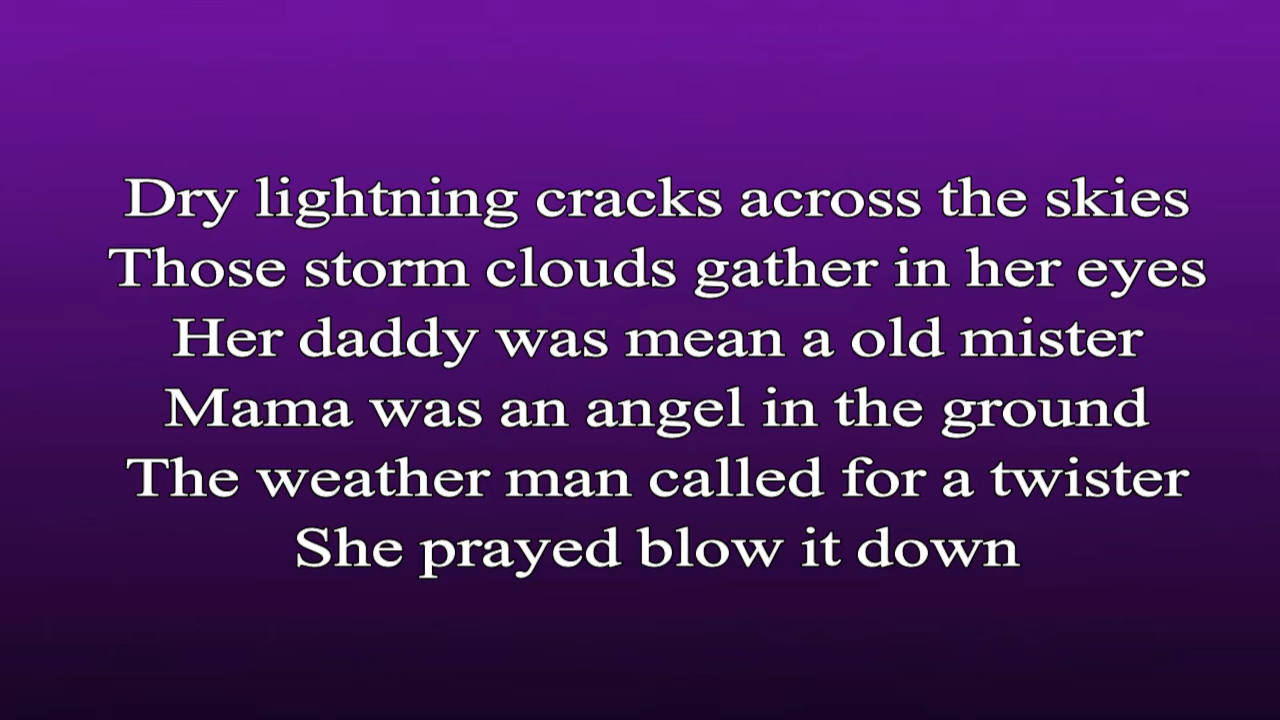 Dry lightning cracks across the skies
Those storm clouds gather in her eyes
Her daddy was mean a old mister
Mama was an angel in the ground
The weather man called for a twister
She prayed blow it down